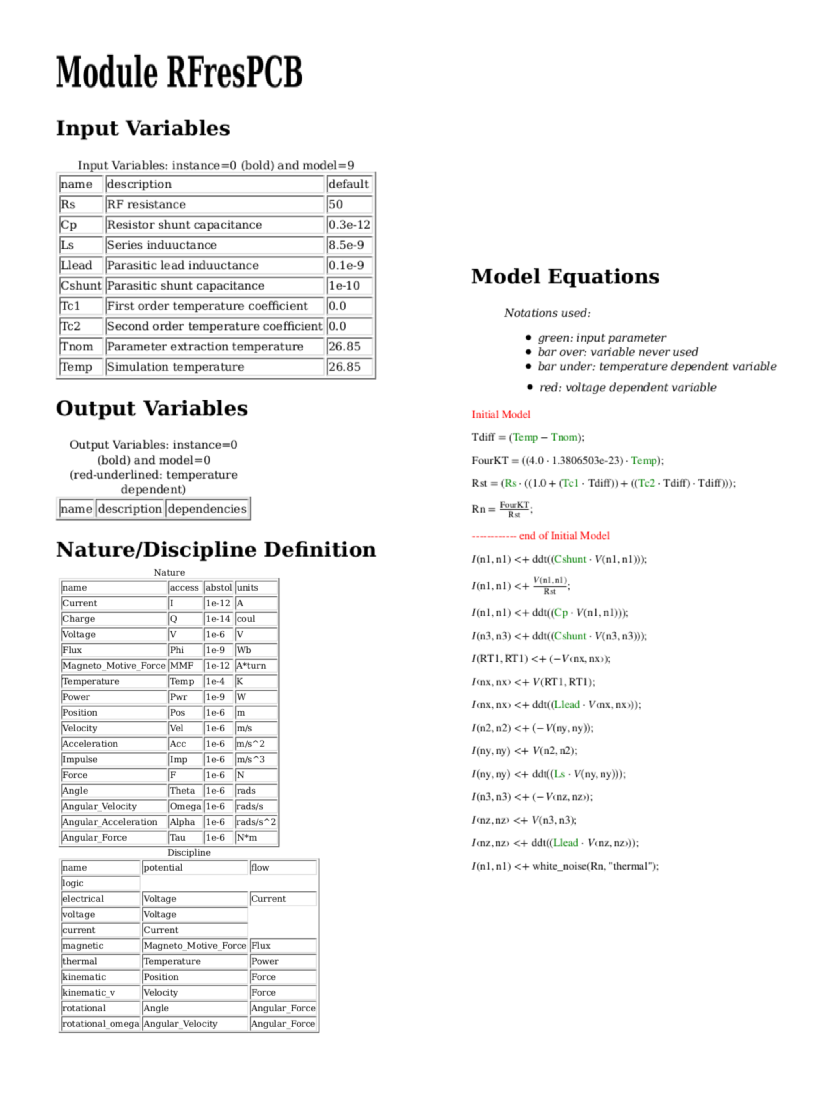 Module RFresPCB
Input Variables
Input Variables: instance=0 (bold) and model=9
name description default
Rs RF resistance 50
Cp Resistor shunt capacitance 0.3e-12
Ls Series induuctance 8.5e-9
Llead Parasitic lead induuctance 0.1e-9
Cshunt Parasitic shunt capacitance 1e-10
Tc1 First order temperature coefficient 0.0
Tc2 Second order temperature coefficient 0.0
Tnom Parameter extraction temperature 26.85
Temp Simulation temperature 26.85
Output Variables
Output Variables: instance=0
(bold) and model=0
(red-underlined: temperature
dependent)
name description dependencies
Nature/Discipline Definition
Nature
name access abstol units
Current I 1e-12 A
Charge Q 1e-14 coul
Voltage V 1e-6 V
Flux Phi 1e-9 Wb
Magneto_Motive_Force MMF 1e-12 A*turn
Temperature Temp 1e-4 K
Power Pwr 1e-9 W
Position Pos 1e-6 m
Velocity Vel 1e-6 m/s
Acceleration Acc 1e-6 m/s^2
Impulse Imp 1e-6 m/s^3
Force F 1e-6 N
Angle Theta 1e-6 rads
Angular_Velocity Omega 1e-6 rads/s
Angular_Acceleration Alpha 1e-6 rads/s^2
Angular_Force Tau 1e-6 N*m
Discipline
name potential flow
logic
electrical Voltage Current
voltage Voltage
current Current
magnetic Magneto_Motive_Force Flux
thermal Temperature Power
kinematic Position Force
kinematic_v Velocity Force
rotational Angle Angular_Force
rotational_omega Angular_Velocity Angular_Force
Model Equations
Notations used:
• green: input parameter
• bar over: variable never used
• bar under: temperature dependent variable
• red: voltage dependent variable
Initial Model
Tdiff = (Temp − Tnom);
FourKT = ((4.0 · 1.3806503e-23) · Temp);
Rst = (Rs · ((1.0 + (Tc1 · Tdiff)) + ((Tc2 · Tdiff) · Tdiff)));
Rn = FourKT/Rst;
------------ end of Initial Model
I(n1, n1) <+ ddt((Cshunt · V(n1, n1)));
I(n1, n1) <+ V(n1,n1)/Rst;
I(n1, n1) <+ ddt((Cp · V(n1, n1)));
I(n3, n3) <+ ddt((Cshunt · V(n3, n3)));
I(RT1, RT1) <+ (−V(nx, nx));
I(nx, nx) <+ V(RT1, RT1);
I(nx, nx) <+ ddt((Llead · V(nx, nx)));
I(n2, n2) <+ (−V(ny, ny));
I(ny, ny) <+ V(n2, n2);
I(ny, ny) <+ ddt((Ls · V(ny, ny)));
I(n3, n3) <+ (−V(nz, nz));
I(nz, nz) <+ V(n3, n3);
I(nz, nz) <+ ddt((Llead · V(nz, nz)));
I(n1, n1) <+ white_noise(Rn, "thermal");